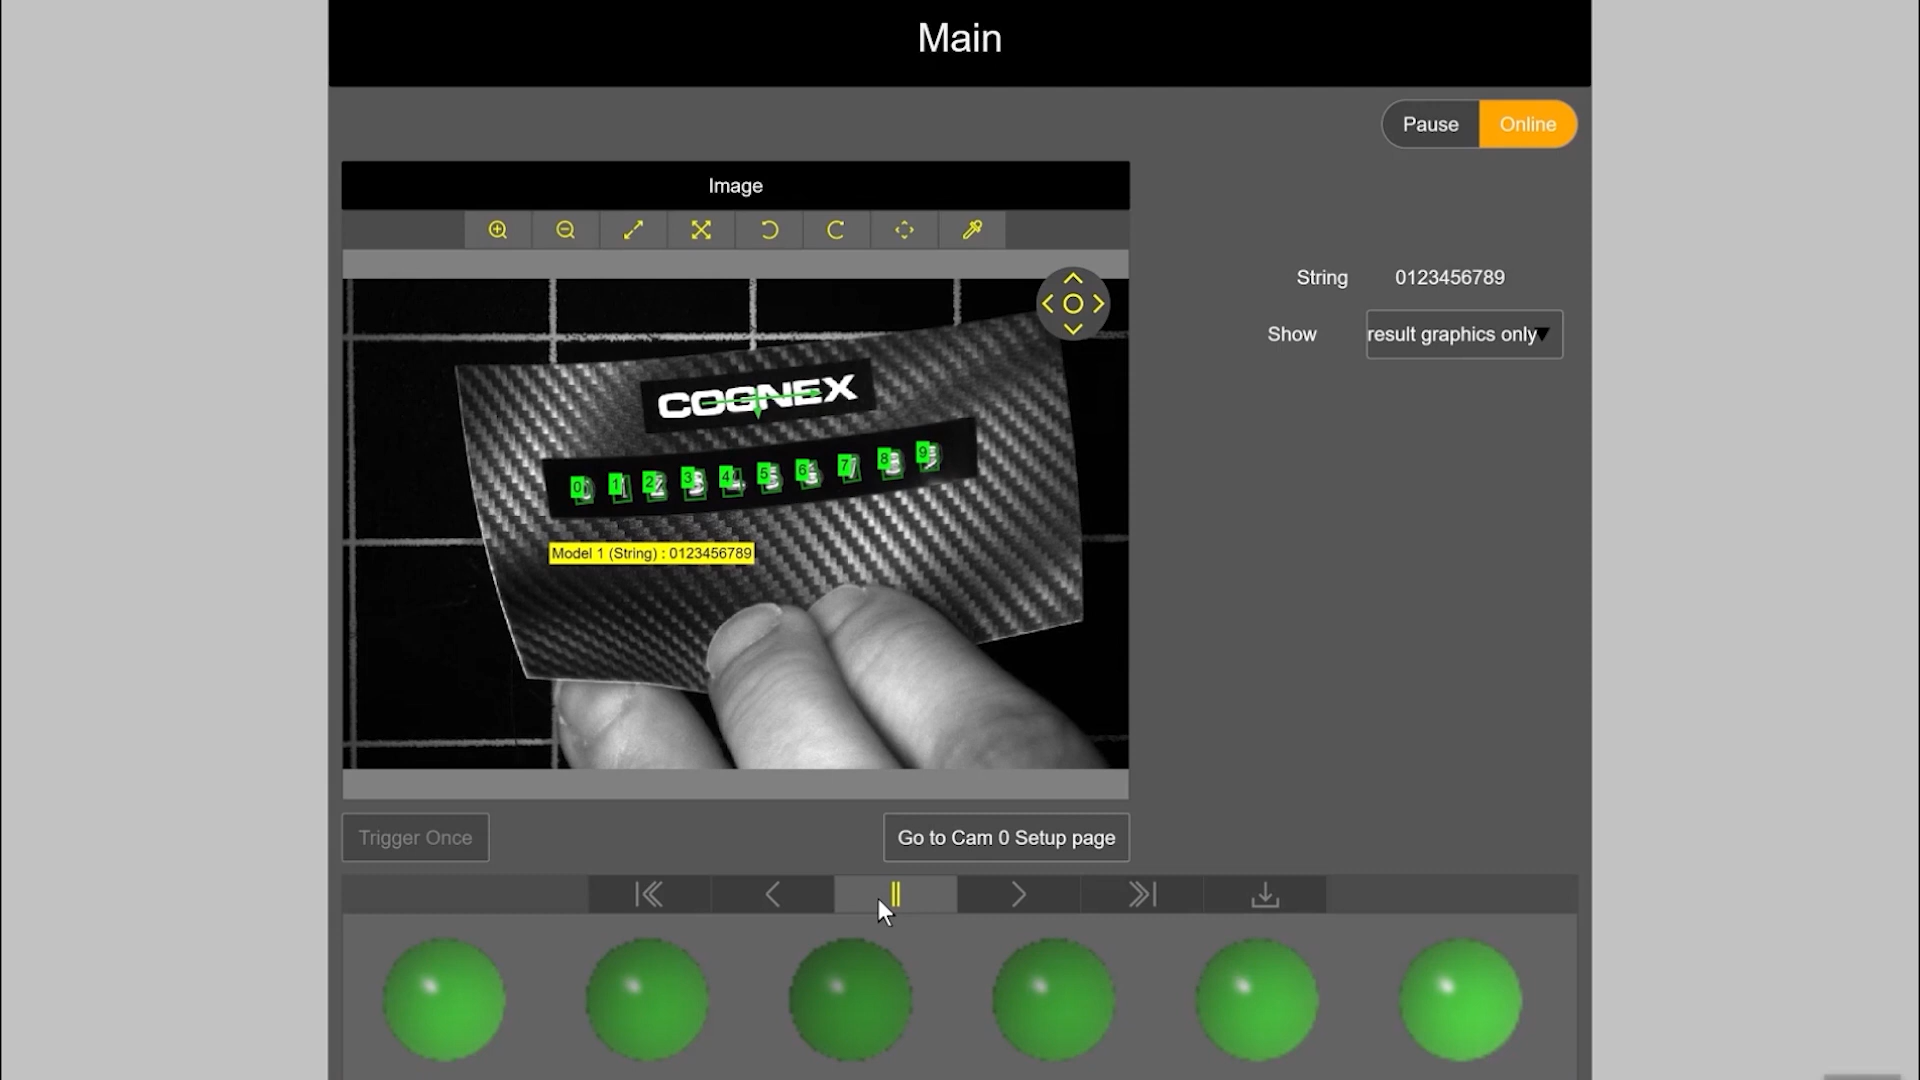 Main
Pause Online
Image
String 0123456789
Show result graphics only
COGNEX
0 1 2 3 4 5 6 7 8 9
Model 1 (String) : 0123456789
Trigger Once
Go to Cam 0 Setup page